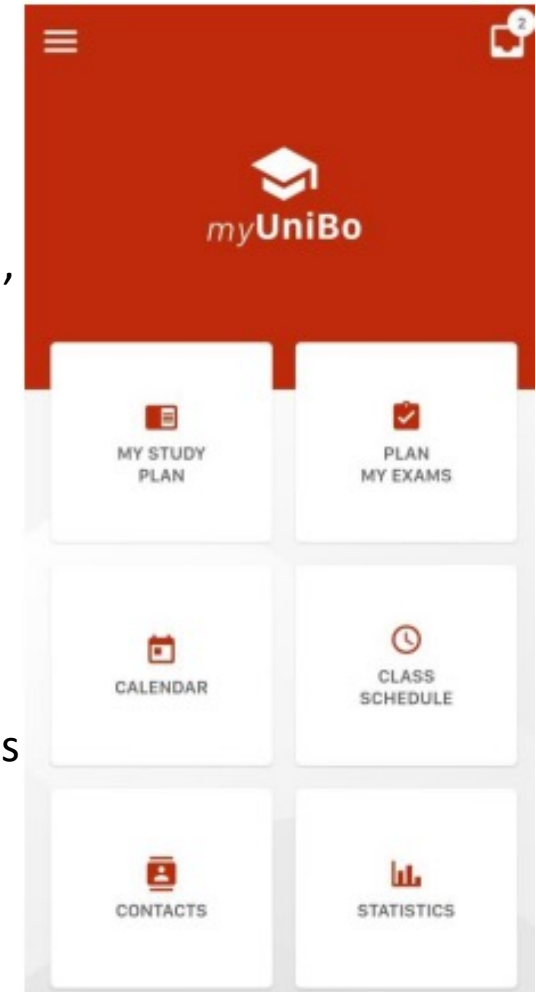 2
myUniBo
,
MY STUDY
PLAN
PLAN
MY EXAMS
CALENDAR
CLASS
SCHEDULE
s
CONTACTS
STATISTICS